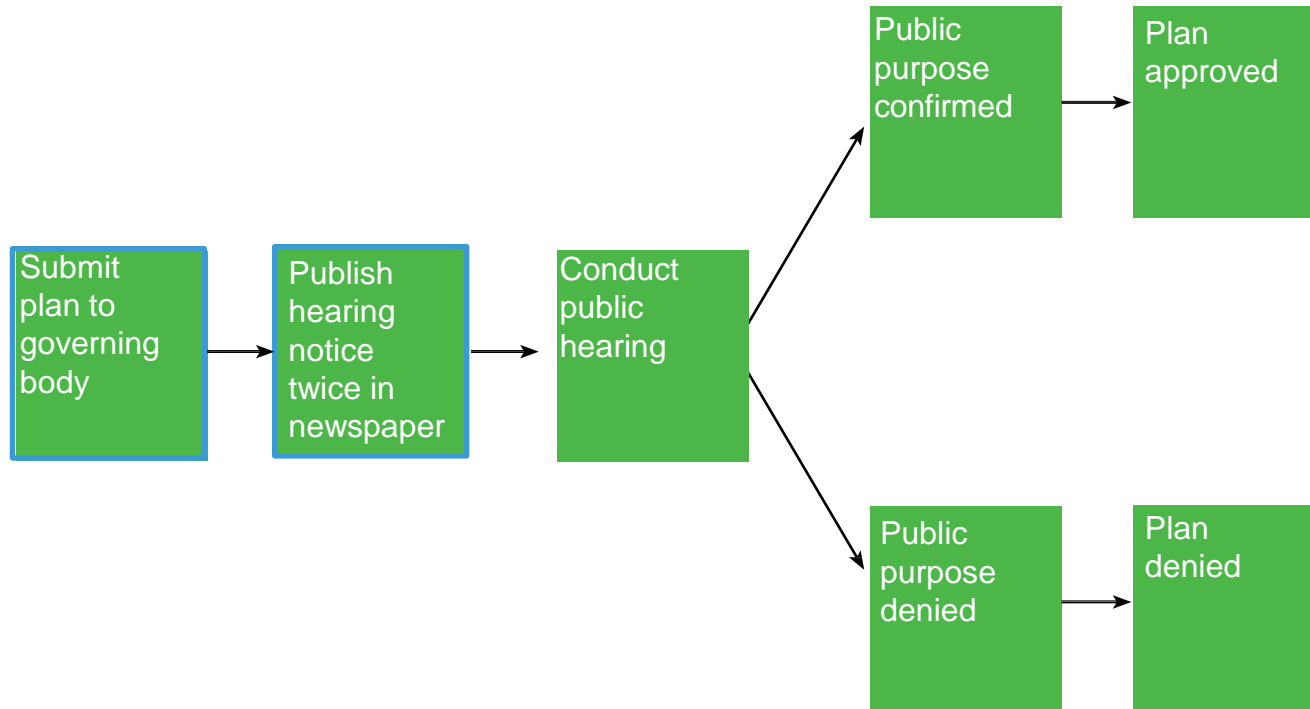 Submit
plan to
governing
body
Publish
hearing
notice
twice in
newspaper
Conduct
public
hearing
Public
purpose
confirmed
Plan
approved
Public
purpose
denied
Plan
denied